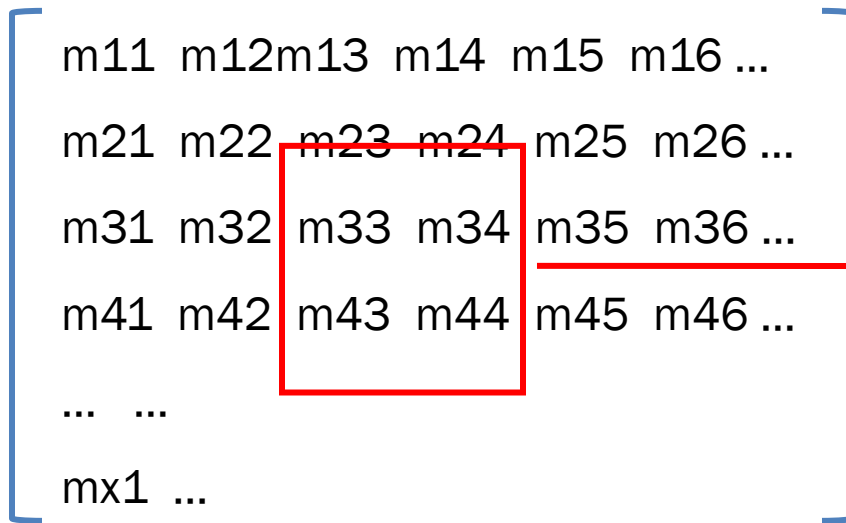 m11 m12m13 m14 m15 m16 ...
m21 m22 m23 m24 m25 m26 ...
m31 m32 m33 m34 m35 m36 ...
m41 m42 m43 m44 m45 m46 ...
... ...
mx1 ...